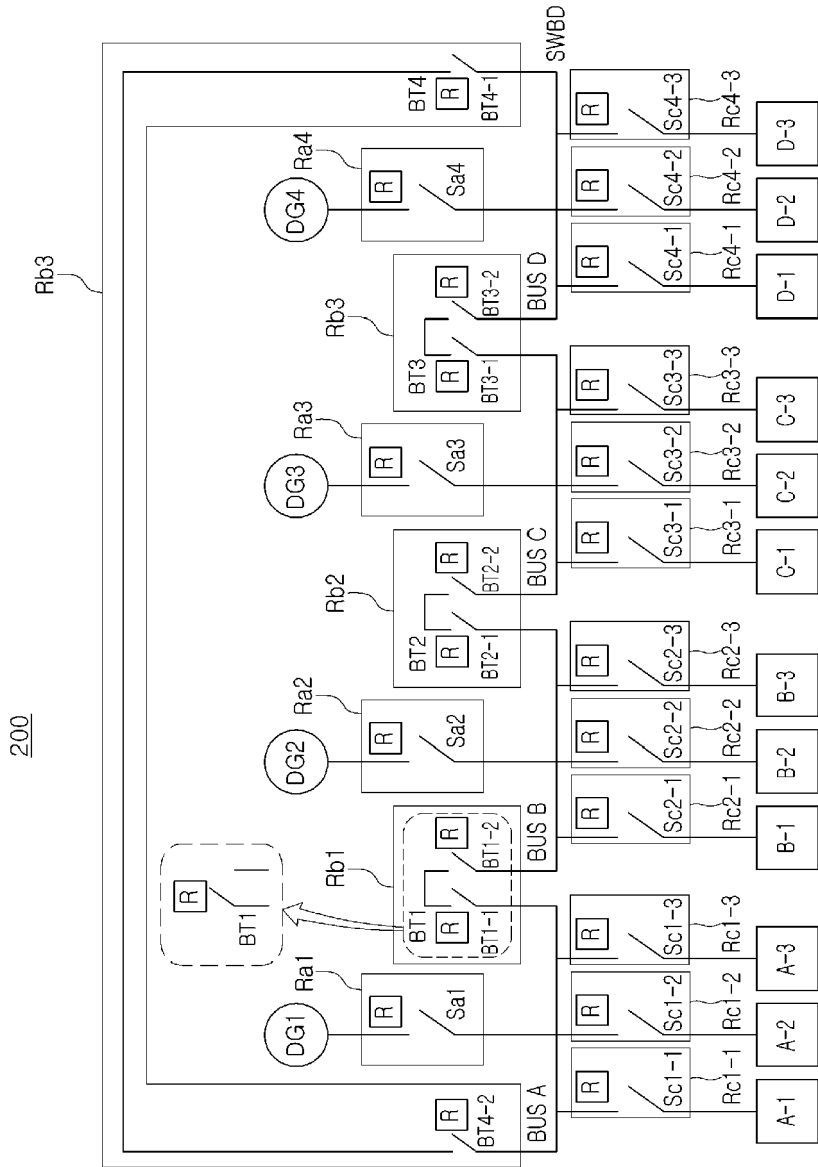 200
Rb3
DG1
DG2
DG3
DG4
Ra1
Ra2
Ra3
Ra4
R
BT1
Rb1
Rb2
Rb3
R
Sa1
R
Sa2
R
Sa3
R
Sa4
R
BT4-2
BT1
R
BT1-1
R
BT1-2
BT2
R
BT2-1
R
BT2-2
BT3
R
BT3-1
R
BT3-2
BT4
R
BT4-1
BUS A
BUS B
BUS C
BUS D
SWBD
R
Sc1-1
R
Sc1-2
R
Sc1-3
R
Sc2-1
R
Sc2-2
R
Sc2-3
R
Sc3-1
R
Sc3-2
R
Sc3-3
R
Sc4-1
R
Sc4-2
R
Sc4-3
Rc1-1
Rc1-2
Rc1-3
Rc2-1
Rc2-2
Rc2-3
Rc3-1
Rc3-2
Rc3-3
Rc4-1
Rc4-2
Rc4-3
A-1
A-2
A-3
B-1
B-2
B-3
C-1
C-2
C-3
D-1
D-2
D-3